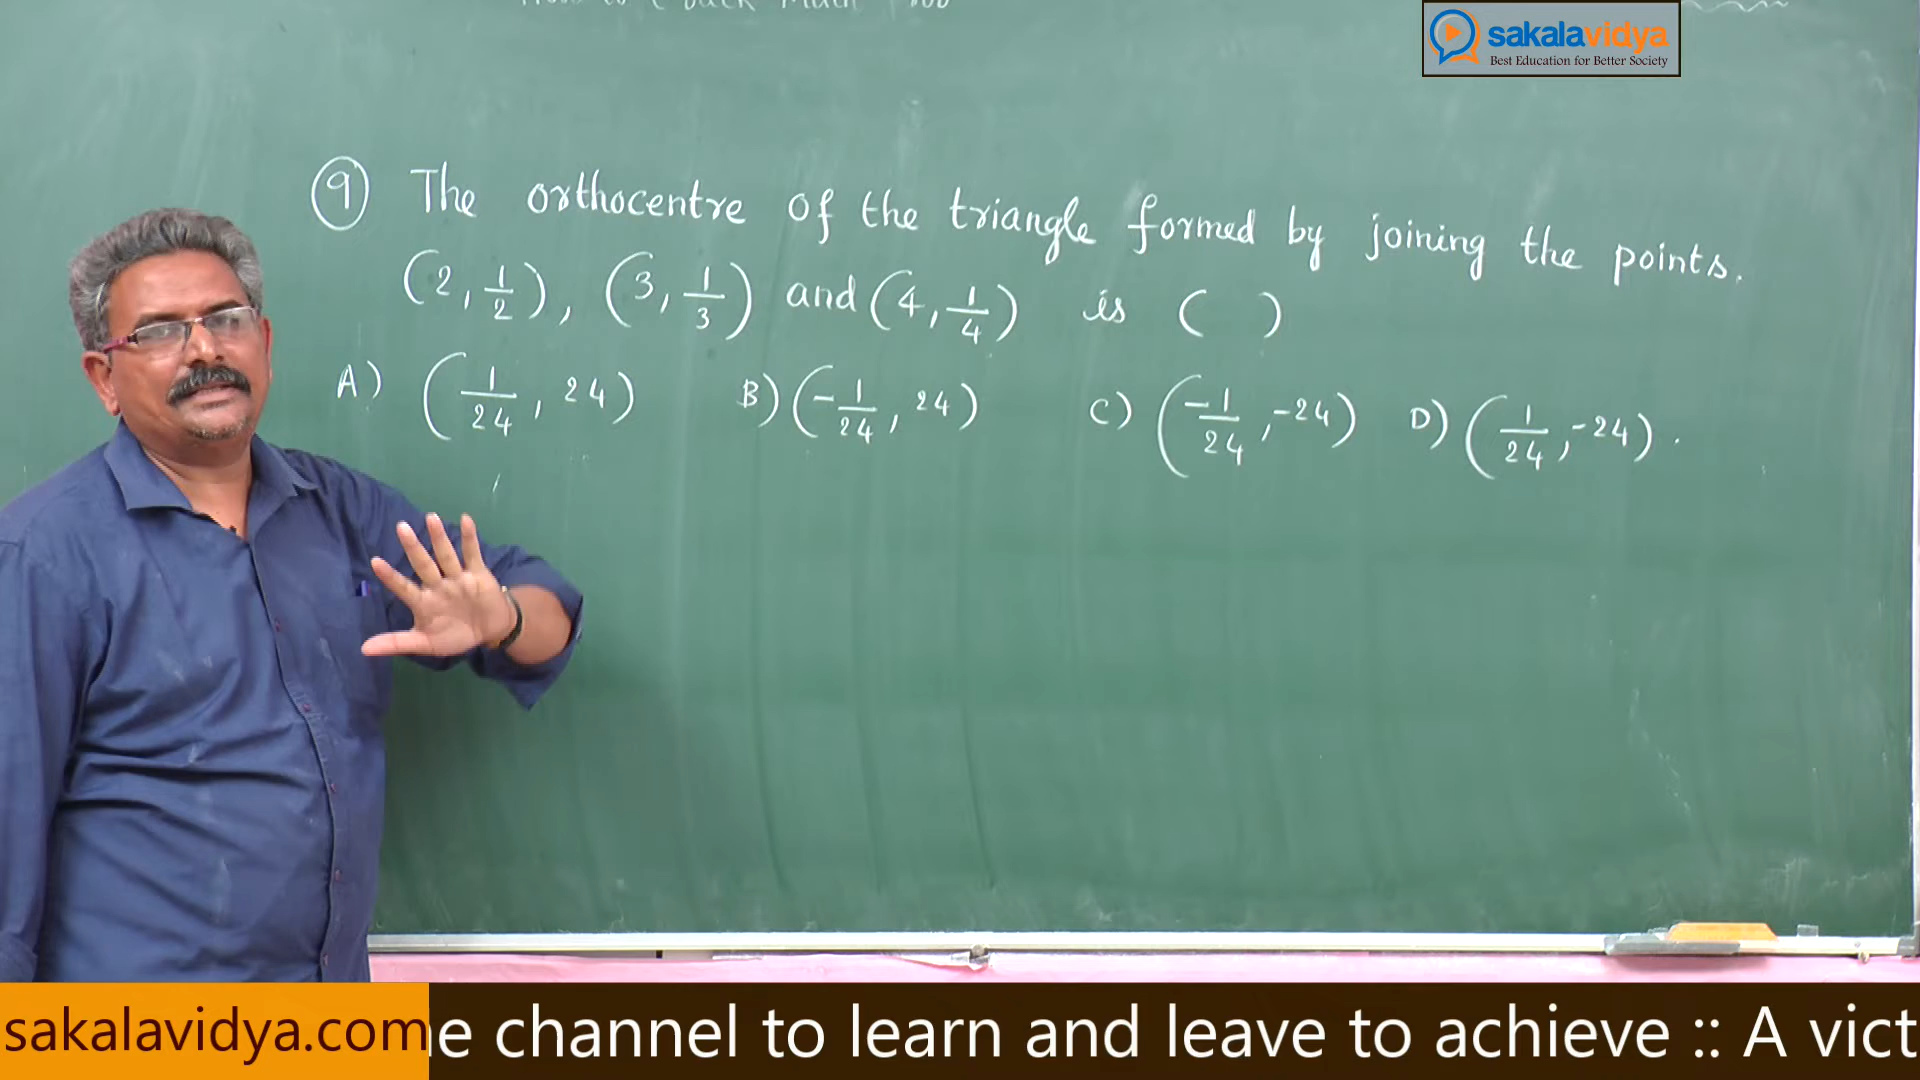 sakalavidya
Best Education for Better Society
9 The orthocentre of the triangle formed by joining the points.
(2, 1/2), (3, 1/3) and (4, 1/4) is ( )
A) (1/24, 24) B) (-1/24, 24) C) (-1/24, -24) D) (1/24, -24).
sakalavidya.com e channel to learn and leave to achieve :: A vict